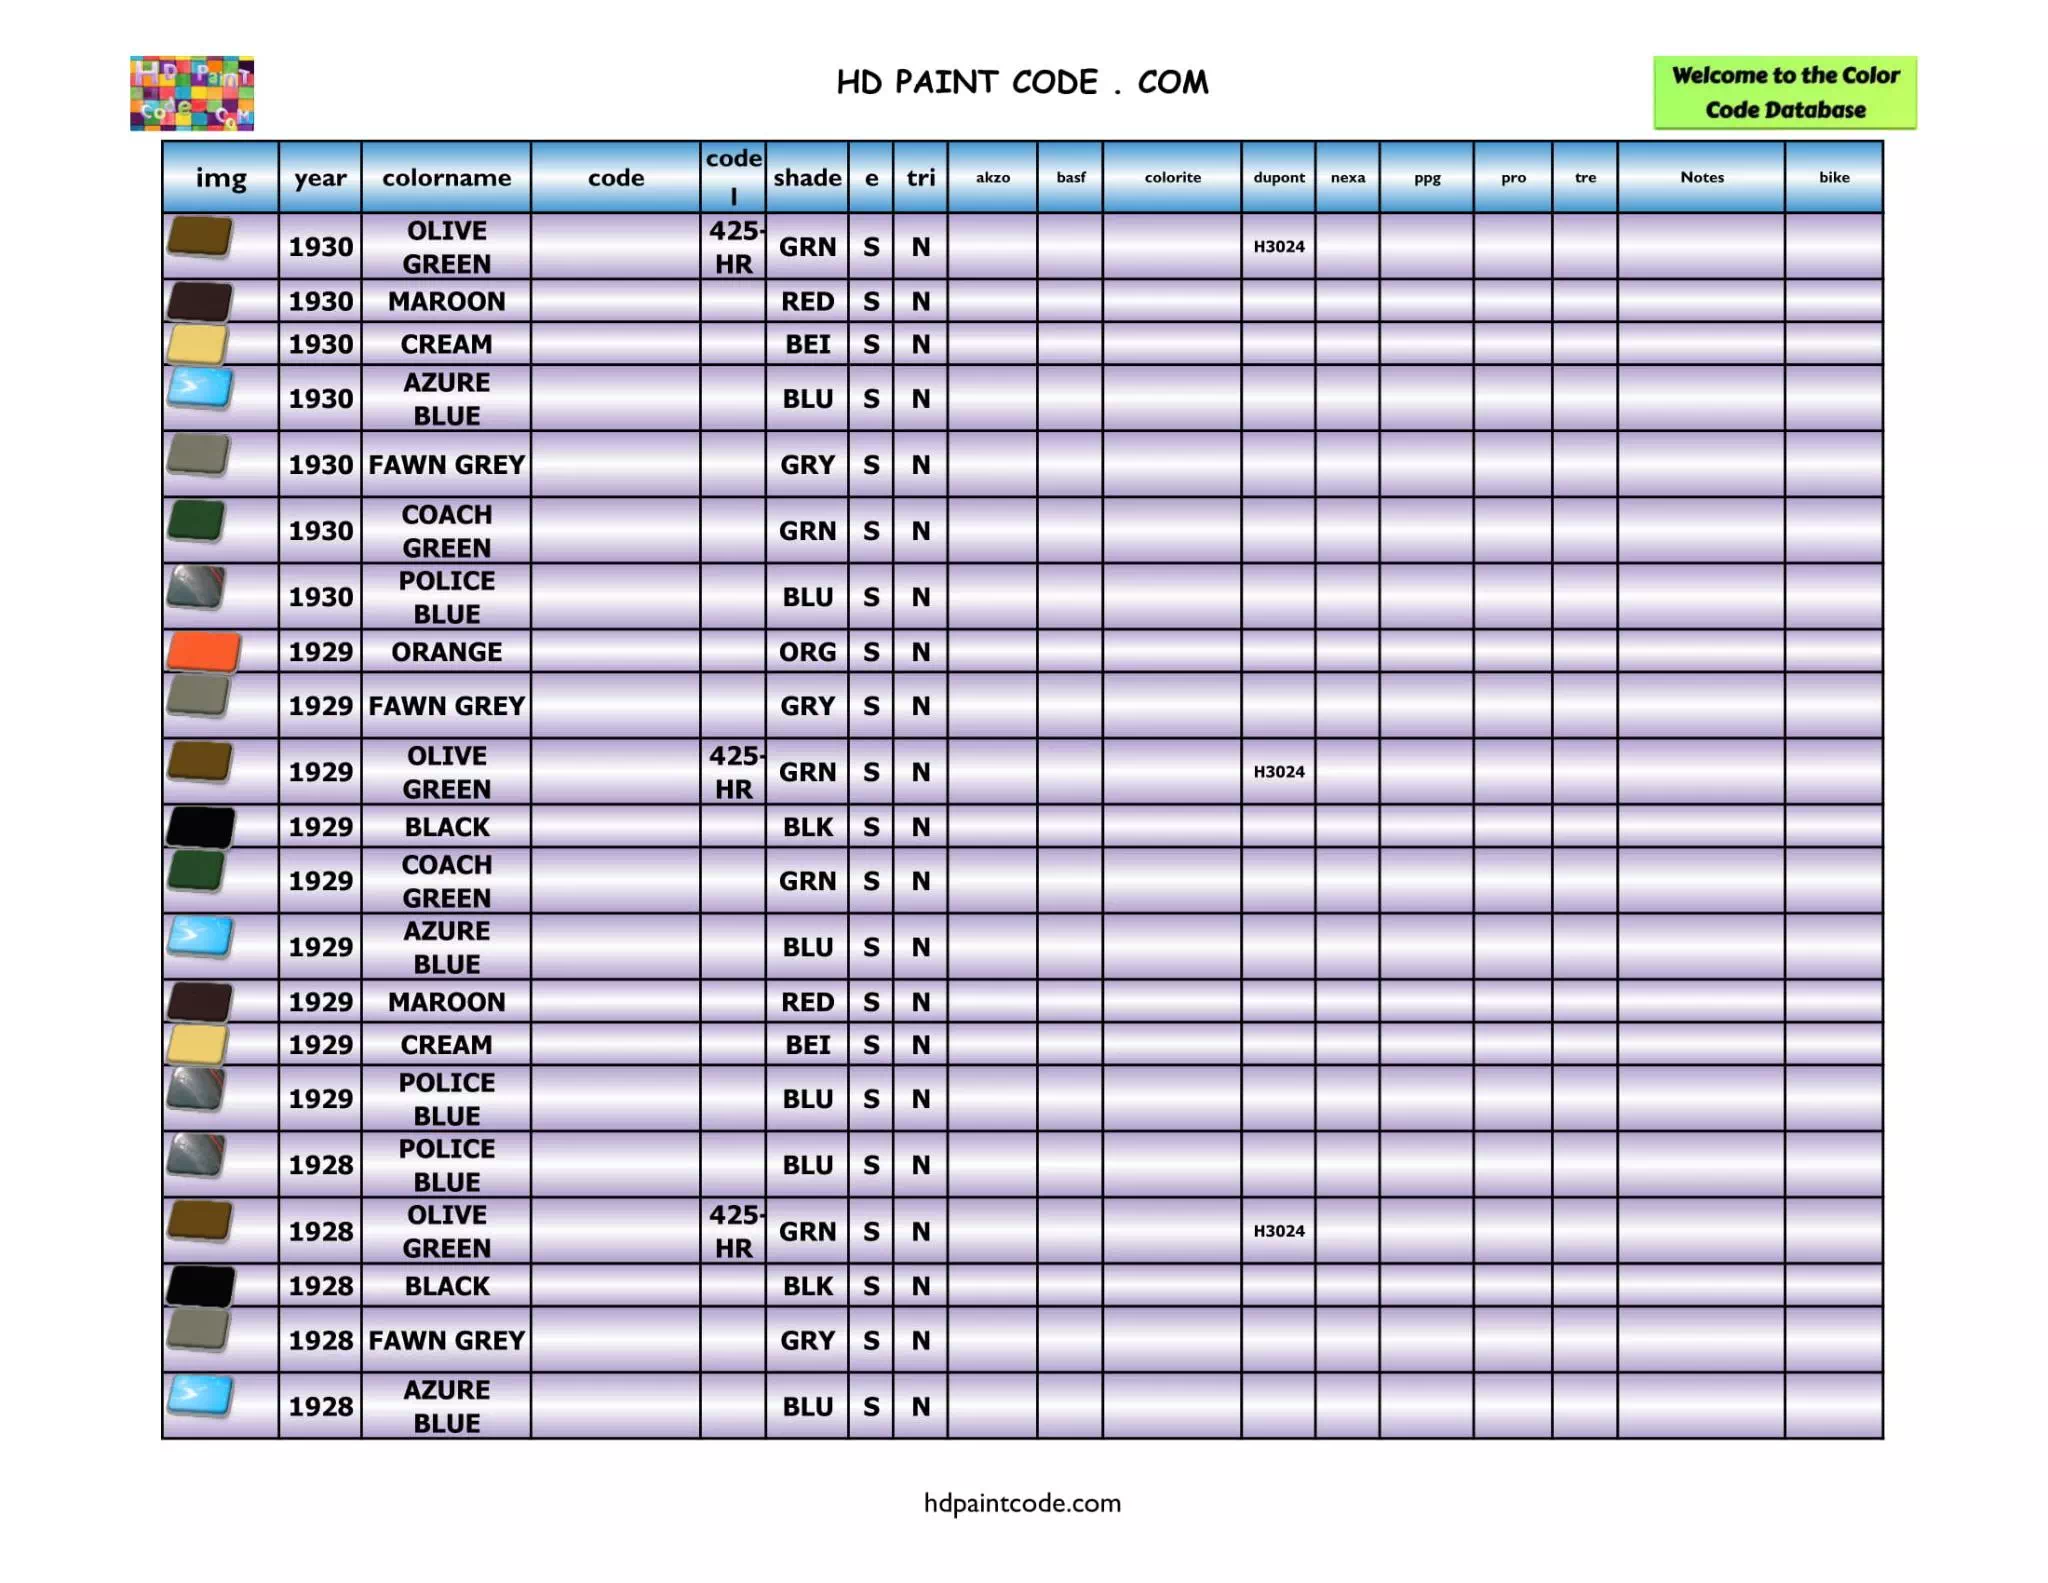 HD Paint
Code
COM
HD PAINT CODE . COM
Welcome to the Color
Code Database
img year colorname code code l shade e tri akzo basf colorite dupont nexa ppg pro tre Notes bike
1930 OLIVE GREEN 425-HR GRN S N H3024
1930 MAROON RED S N
1930 CREAM BEI S N
1930 AZURE BLUE BLU S N
1930 FAWN GREY GRY S N
1930 COACH GREEN GRN S N
1930 POLICE BLUE BLU S N
1929 ORANGE ORG S N
1929 FAWN GREY GRY S N
1929 OLIVE GREEN 425-HR GRN S N H3024
1929 BLACK BLK S N
1929 COACH GREEN GRN S N
1929 AZURE BLUE BLU S N
1929 MAROON RED S N
1929 CREAM BEI S N
1929 POLICE BLUE BLU S N
1928 POLICE BLUE BLU S N
1928 OLIVE GREEN 425-HR GRN S N H3024
1928 BLACK BLK S N
1928 FAWN GREY GRY S N
1928 AZURE BLUE BLU S N
hdpaintcode.com